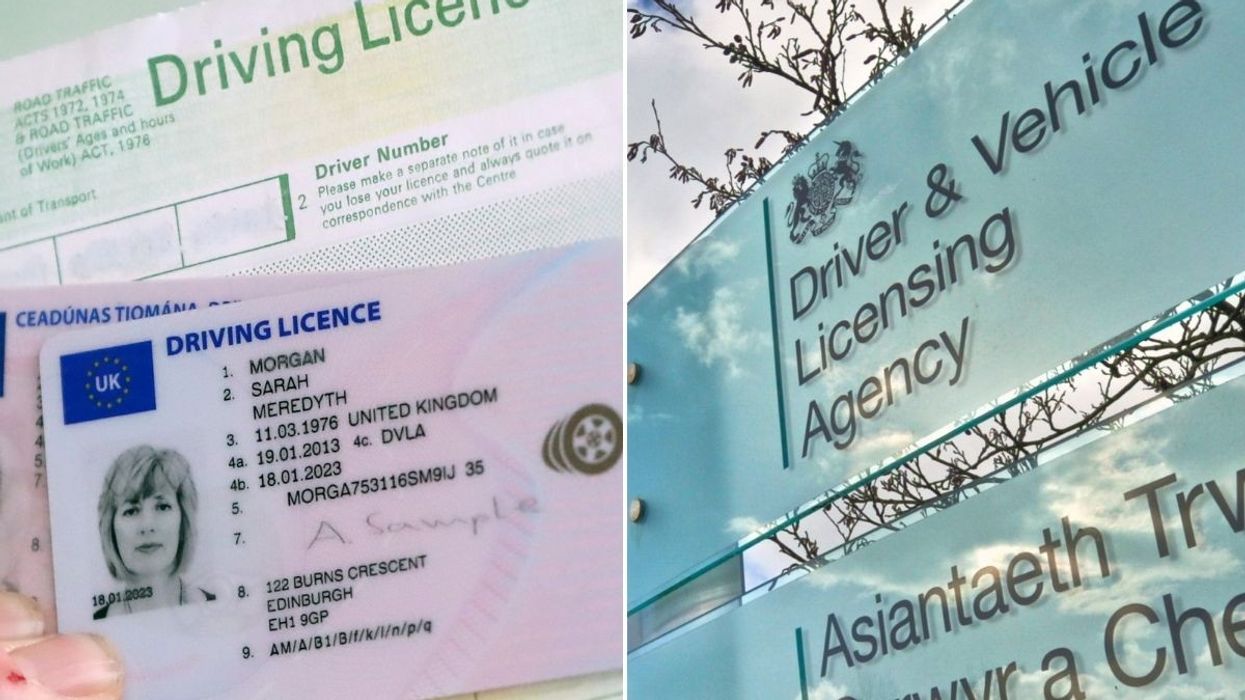 Driving Licence
ROAD TRAFFIC
ACTS 1972, 1974
& ROAD TRAFFIC
(Drivers' Ages and hours
of Work) ACT, 1976
Driver Number
2 Please make a separate note of it in case
you lose your licence and always quote it on
correspondence with the Centre
of Transport
CEADÚNAS TIOMÁNA
UK
DRIVING LICENCE
1. MORGAN
2. SARAH
MEREDYTH
3. 11.03.1976 UNITED KINGDOM
4a. 19.01.2013 4c. DVLA
4b. 18.01.2023
5. MORGA753116SM9IJ 35
7. A. Sample
8. 122 BURNS CRESCENT
EDINBURGH
EH1 9GP
9. AM/A/B1/B/f/k/l/n/p/q
18.01.2023
8.
Driver & Vehicle
Licensing
Agency
Asiantaeth
a